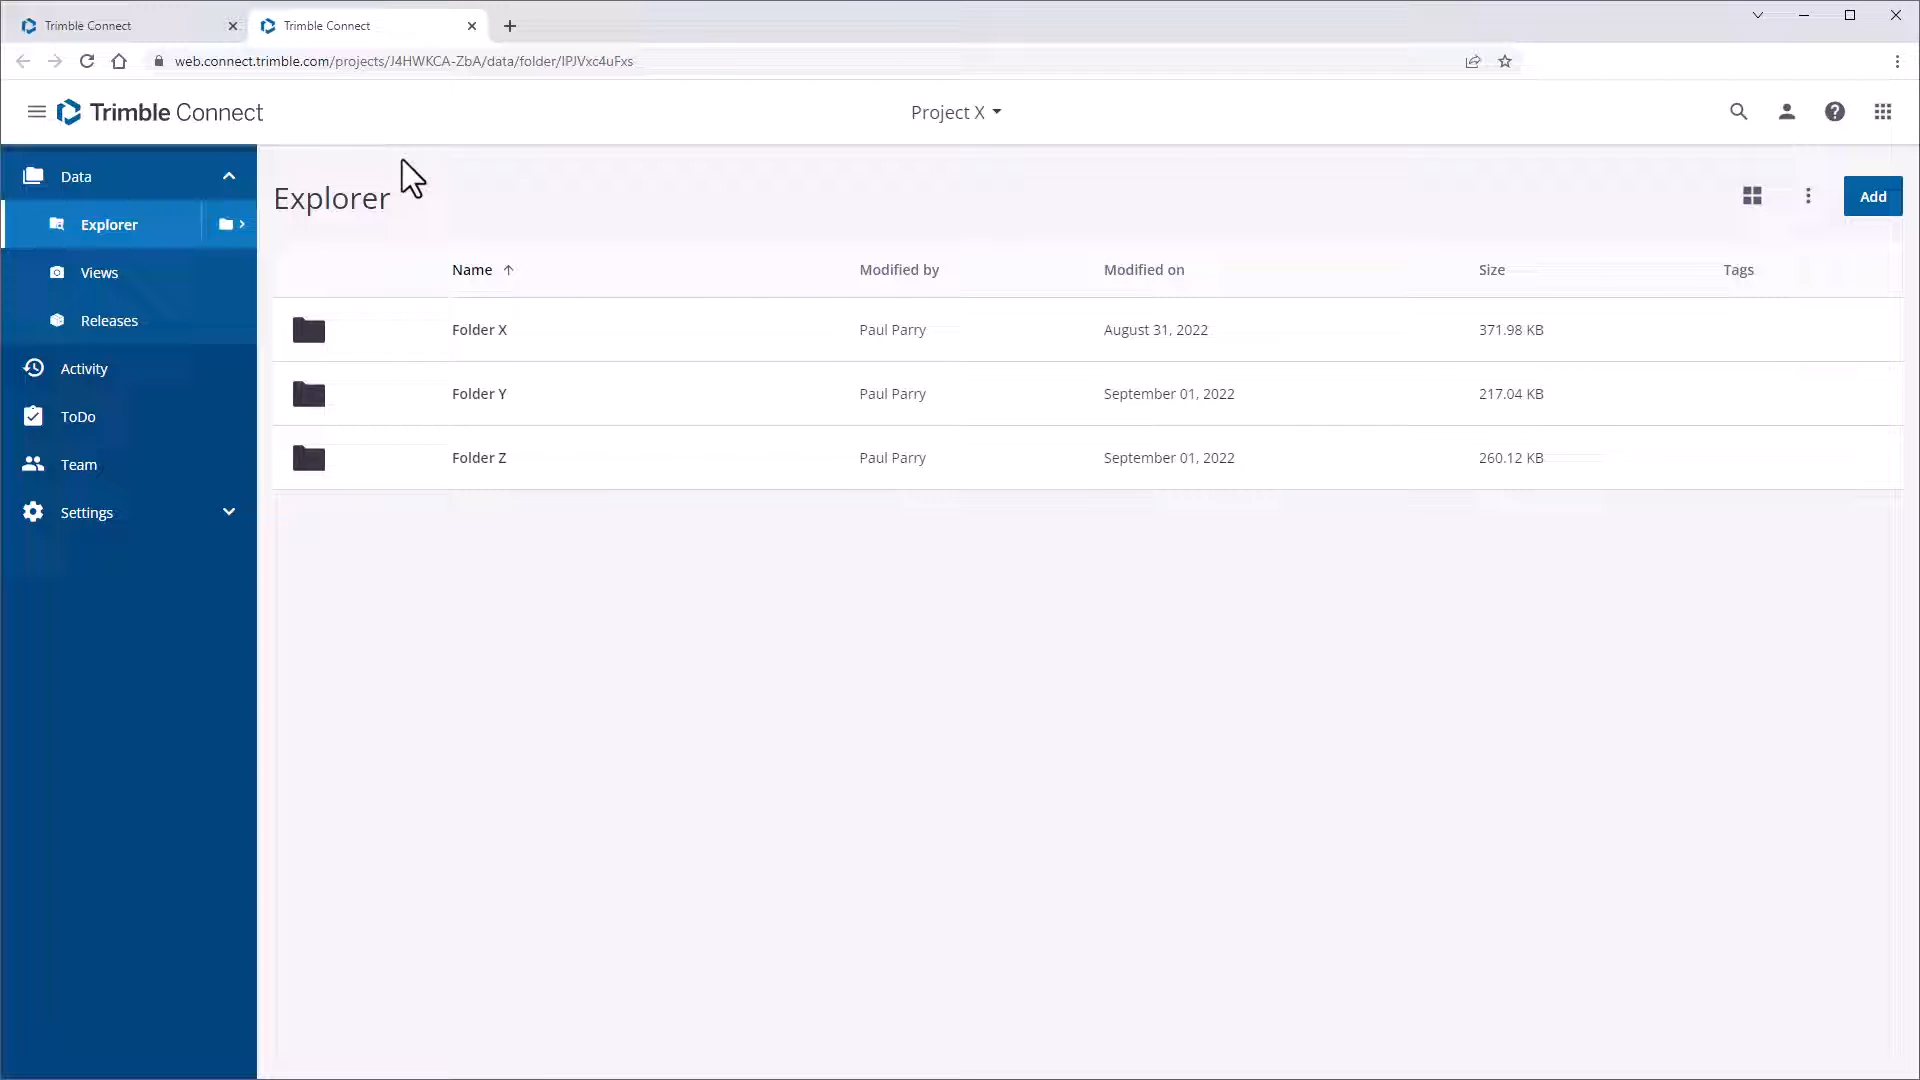 Trimble Connect
Trimble Connect
web.connect.trimble.com/projects/J4HWKCA-ZbA/data/folder/lPJVxc4uFxs
Trimble Connect
Project X
Data
Explorer
Views
Releases
Activity
ToDo
Team
Settings
Explorer
Add
Name Modified by Modified on Size Tags
Folder X Paul Parry August 31, 2022 371.98 KB
Folder Y Paul Parry September 01, 2022 217.04 KB
Folder Z Paul Parry September 01, 2022 260.12 KB